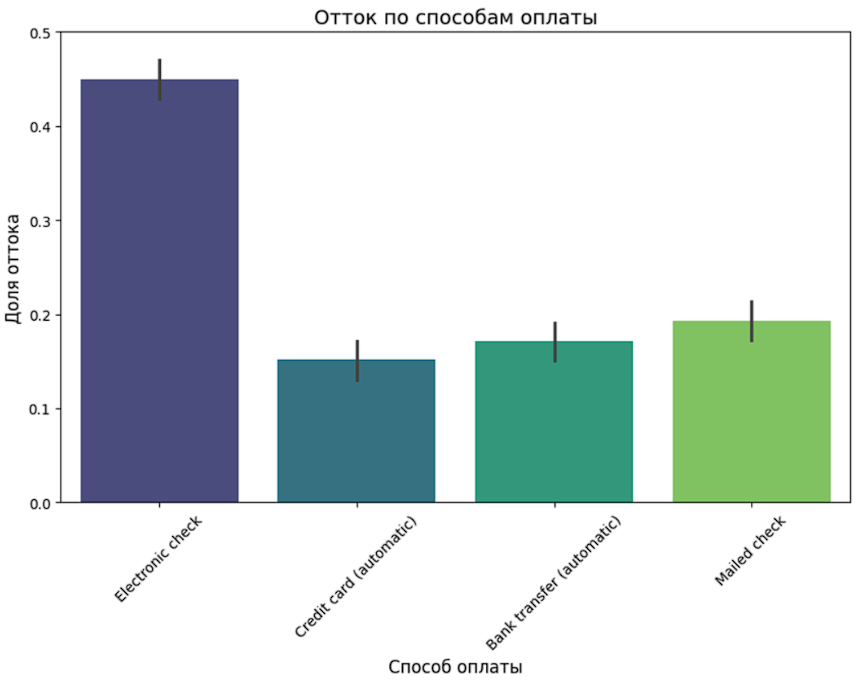 Отток по способам оплаты
0.5
0.4
0.3
0.2
0.1
0.0
Доля оттока
Electronic check
Credit card (automatic)
Bank transfer (automatic)
Mailed check
Способ оплаты